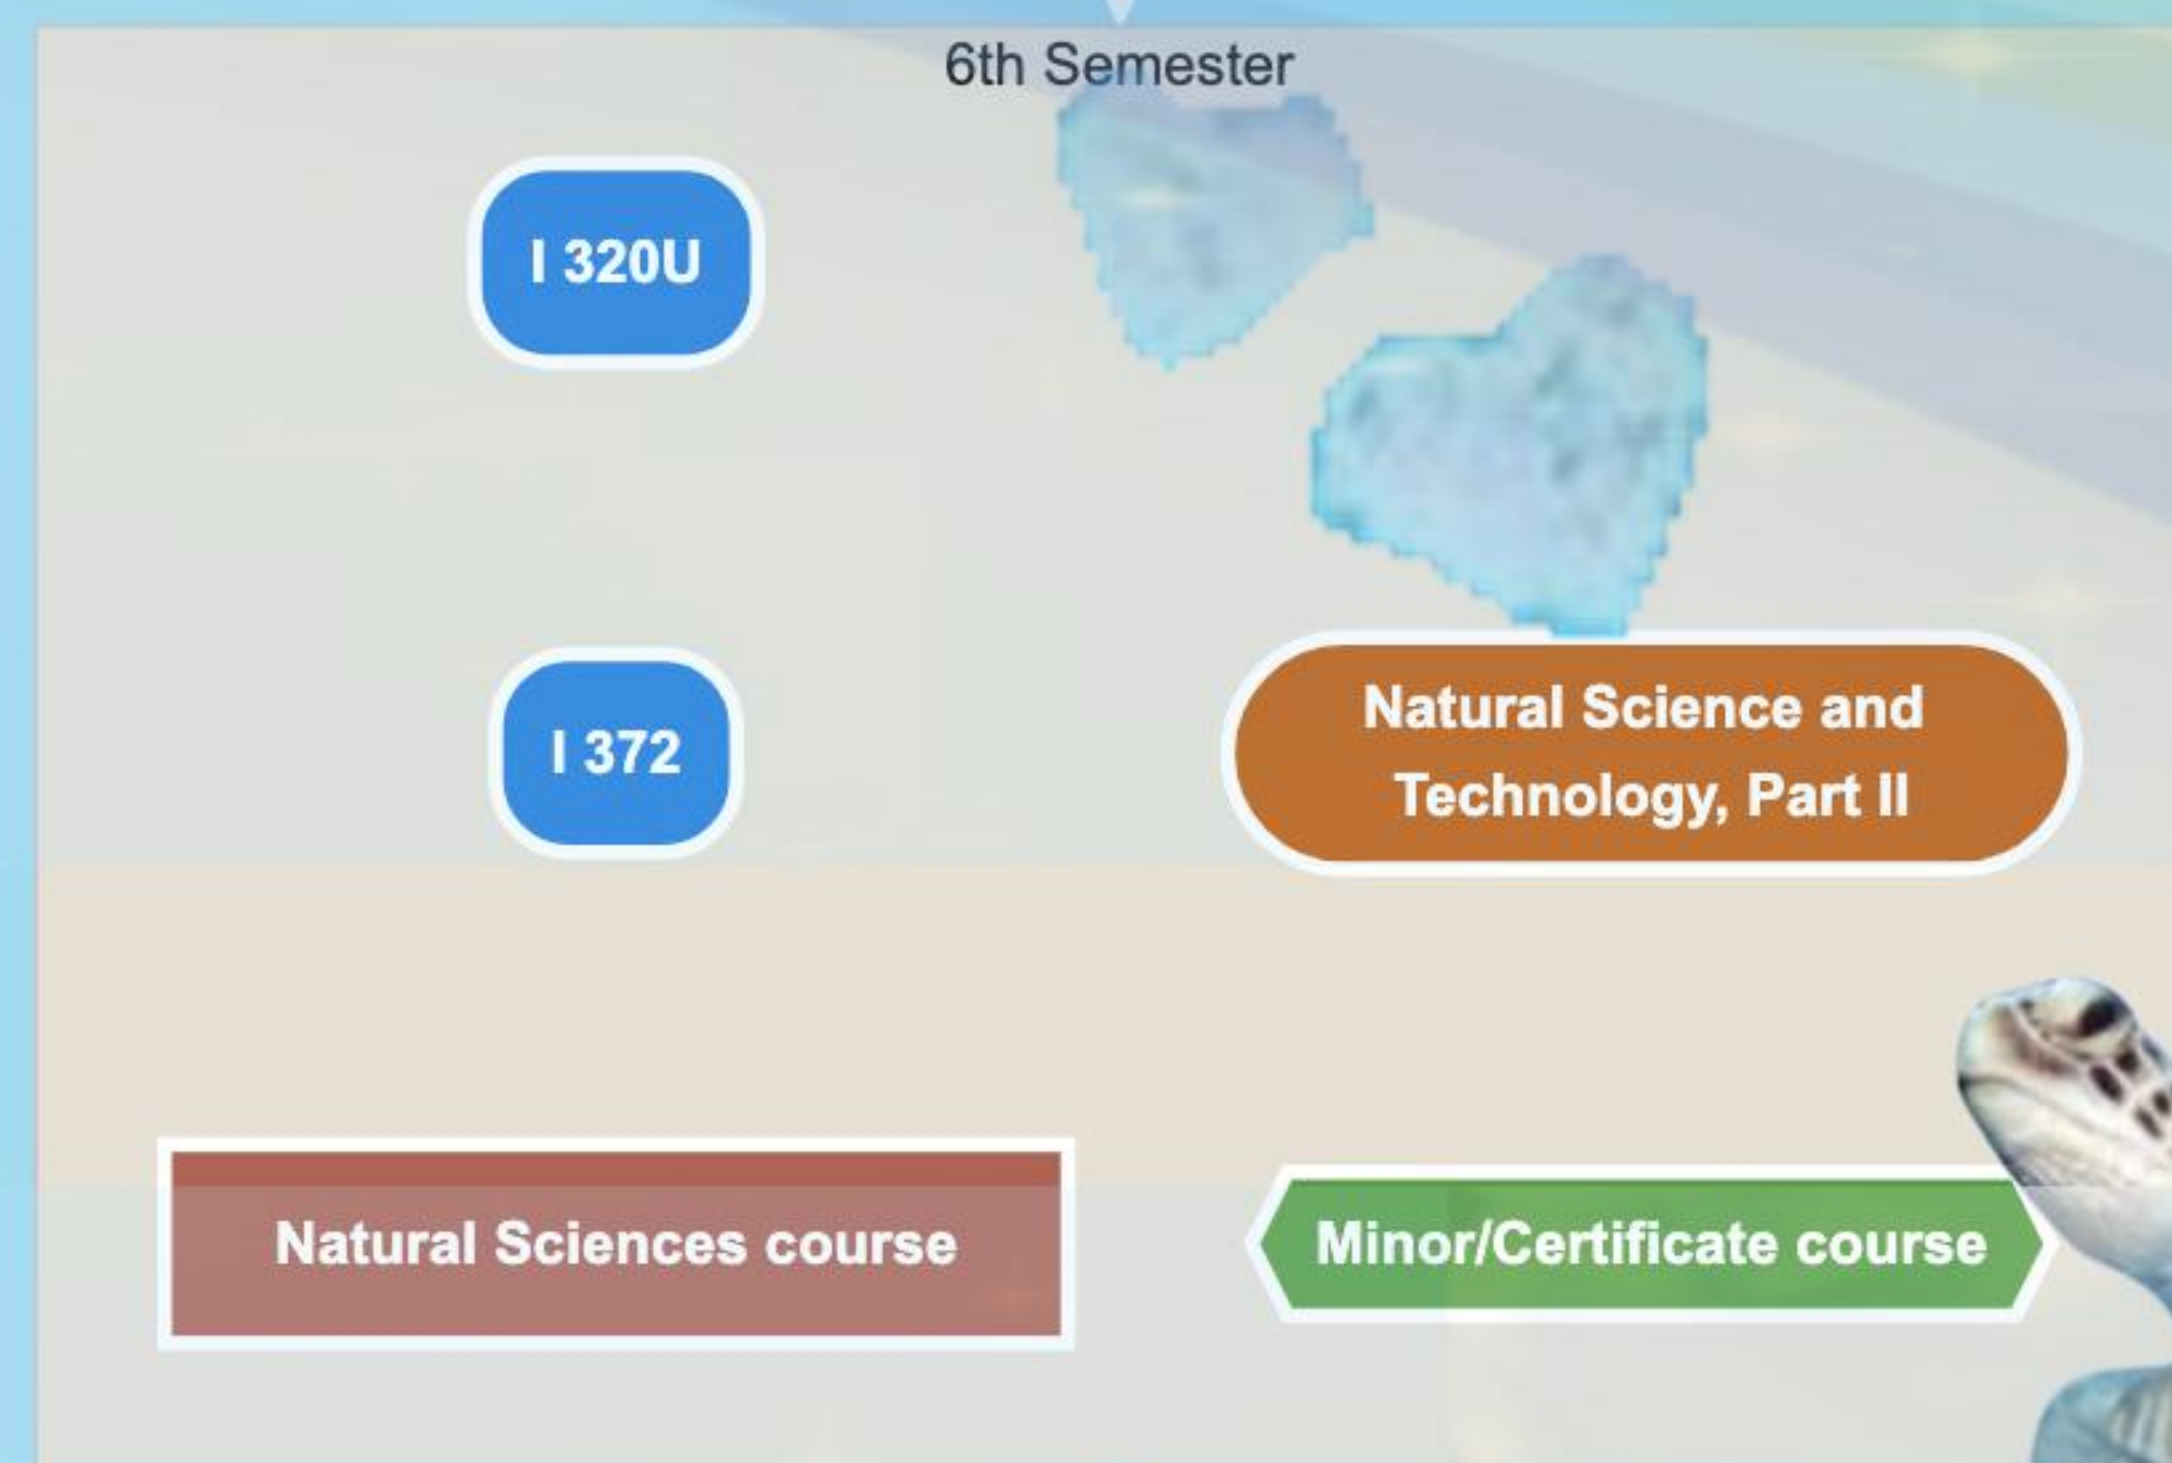 6th Semester
I 320U
I 372
Natural Science and
Technology, Part II
Natural Sciences course
Minor/Certificate course